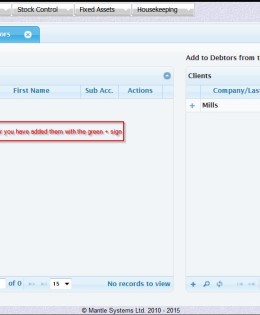 Stock Control Fixed Assets Housekeeping
tors
Add to Debtors from t
Clients
First Name Sub Acc. Actions Company/Las
+ Mills
you have added them with the green + sign
of 0 15 No records to view
© Mantle Systems Ltd. 2010 - 2015